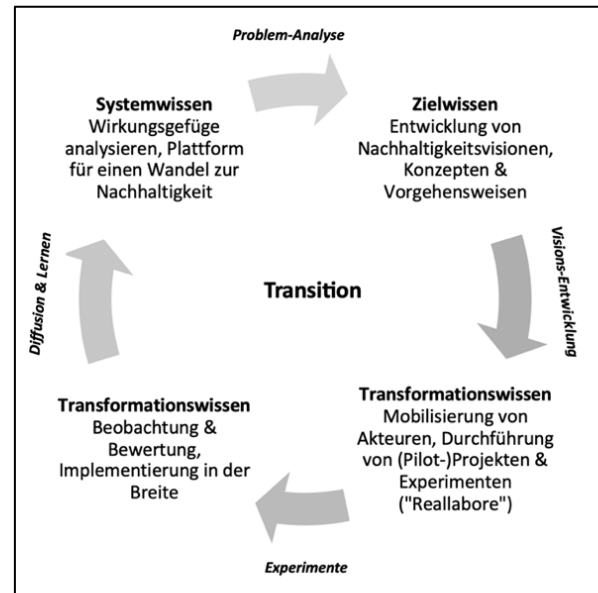 Problem-Analyse
Systemwissen
Wirkungsgefüge
analysieren, Plattform
für einen Wandel zur
Nachhaltigkeit
Zielwissen
Entwicklung von
Nachhaltigkeitsvisionen,
Konzepten &
Vorgehensweisen
Diffusion & Lernen
Transition
Visions-Entwicklung
Transformationswissen
Beobachtung &
Bewertung,
Implementierung in der
Breite
Transformationswissen
Mobilisierung von
Akteuren, Durchführung
von (Pilot-)Projekten &
Experimenten
("Reallabore")
Experimente